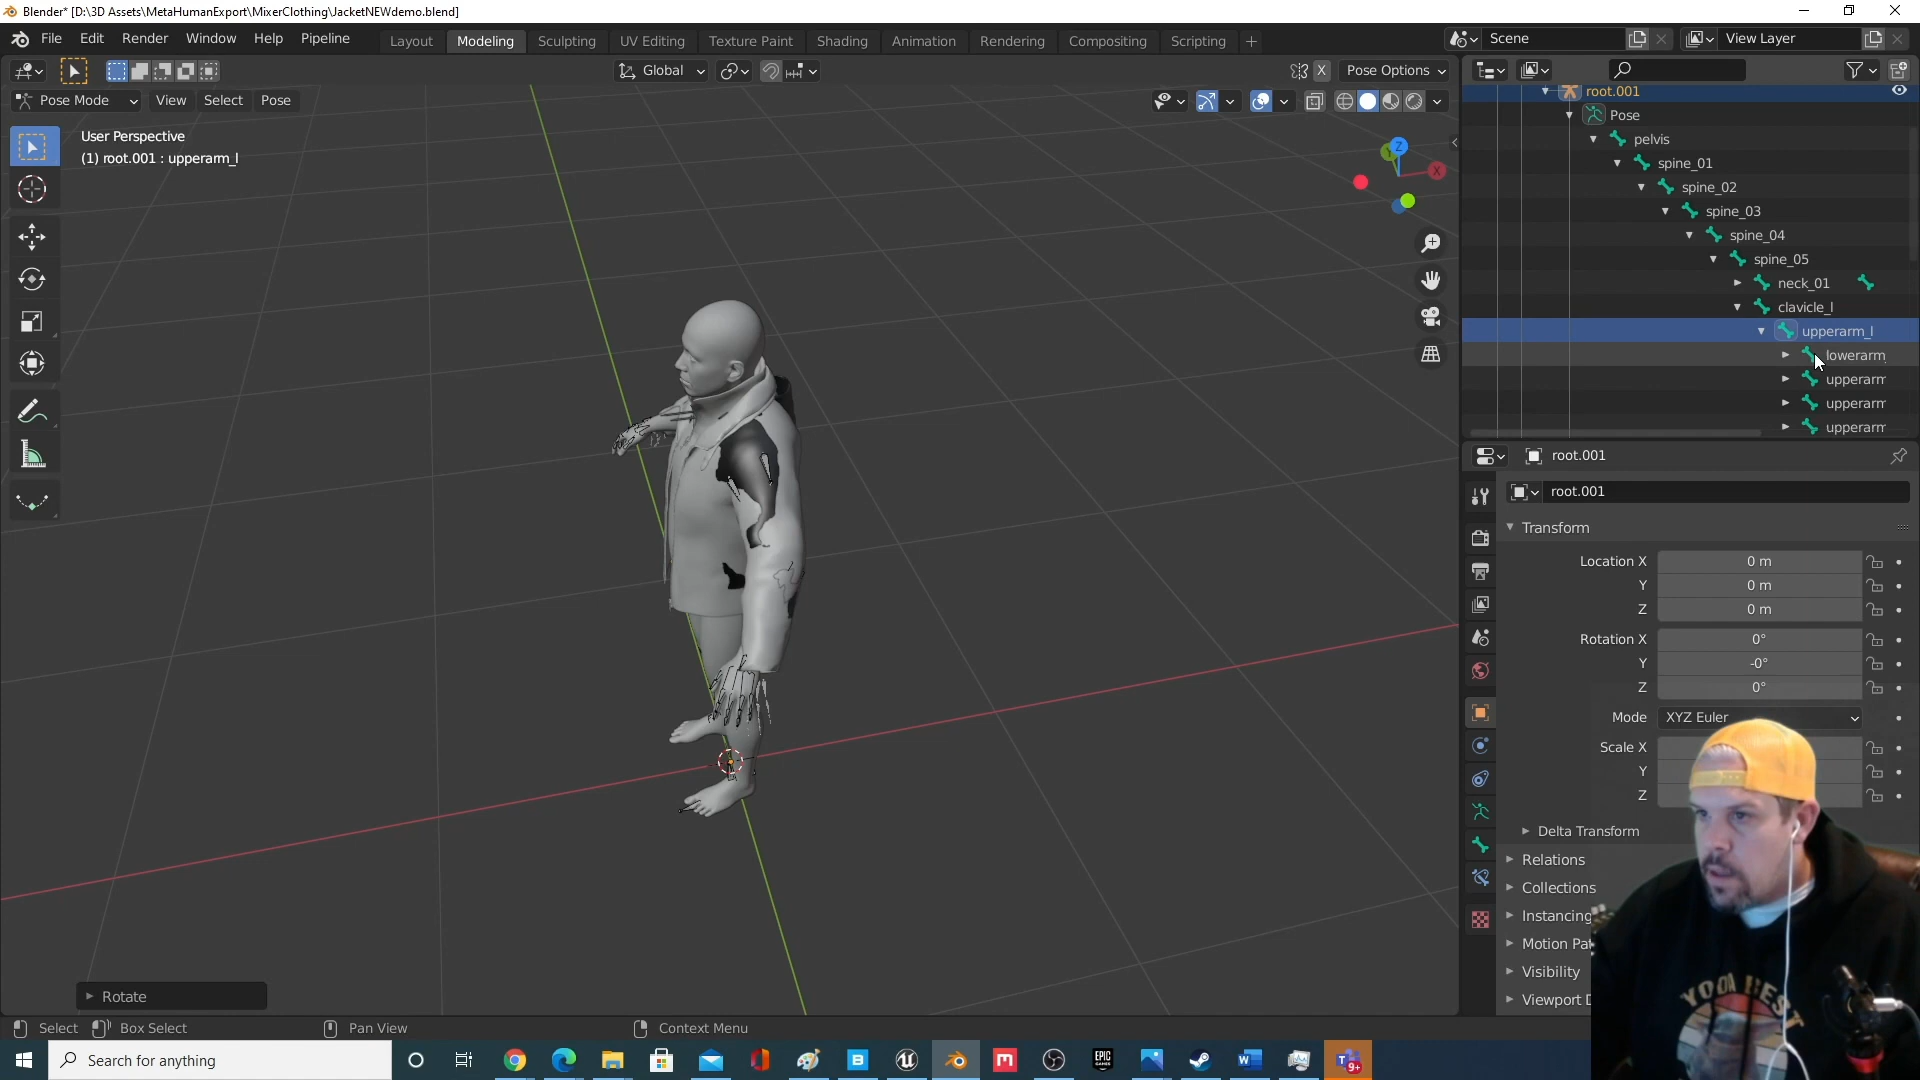 Blender* [D:\3D Assets\MetaHumanExport\MixerClothing\JacketNEWdemo.blend]
File Edit Render Window Help Pipeline
Layout Modeling Sculpting UV Editing Texture Paint Shading Animation Rendering Compositing Scripting
Scene
View Layer
Global
X
Pose Options
Pose Mode View Select Pose
User Perspective
(1) root.001 : upperarm_l
Z
Y
X
root.001
Pose
pelvis
spine_01
spine_02
spine_03
spine_04
spine_05
neck_01
clavicle_l
upperarm_l
lowerarm
upperarm
upperarm
upperarm
root.001
root.001
Transform
Location X 0 m
Y 0 m
Z 0 m
Rotation X 0°
Y -0°
Z 0°
Mode XYZ Euler
Scale X
Y
Z
Delta Transform
Relations
Collections
Instancing
Motion Pa
Visibility
Viewport D
Rotate
YODA BEST
Select Box Select Pan View Context Menu
Search for anything
EPIC
GAMES
9+